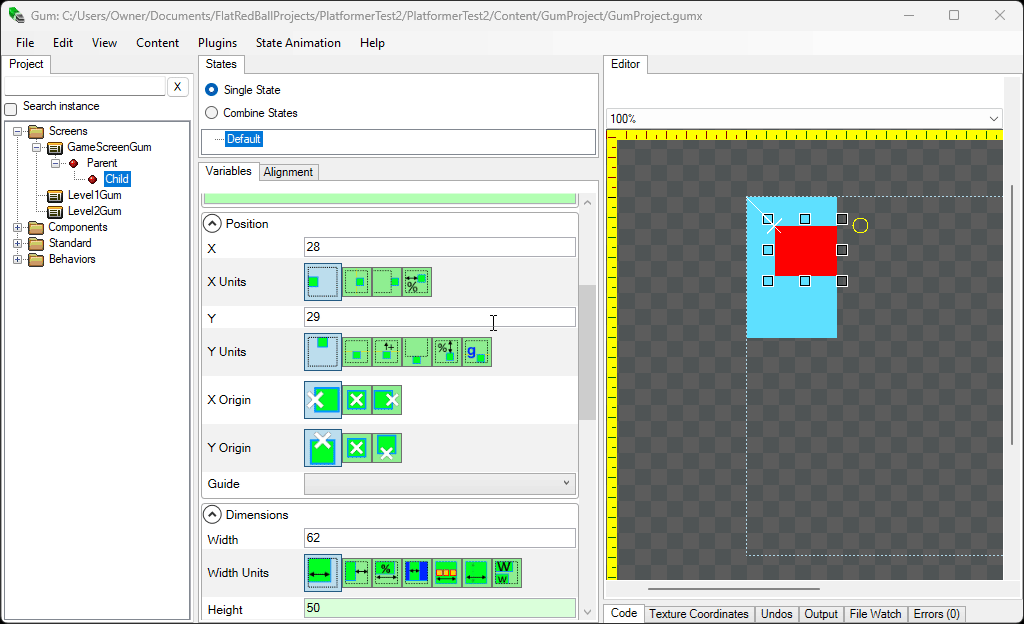 Gum: C:/Users/Owner/Documents/FlatRedBallProjects/PlatformerTest2/PlatformerTest2/Content/GumProject/GumProject.gumx
File Edit View Content Plugins State Animation Help
Project
X
Search instance
Screens
GameScreenGum
Parent
Child
Level1Gum
Level2Gum
Components
Standard
Behaviors
States
Single State
Combine States
Default
Variables Alignment
Position
X 28
X Units %
Y 29
Y Units % g
X Origin
Y Origin
Guide
Dimensions
Width 62
Width Units % W W
Height 50
Editor
100%
Code Texture Coordinates Undos Output File Watch Errors (0)